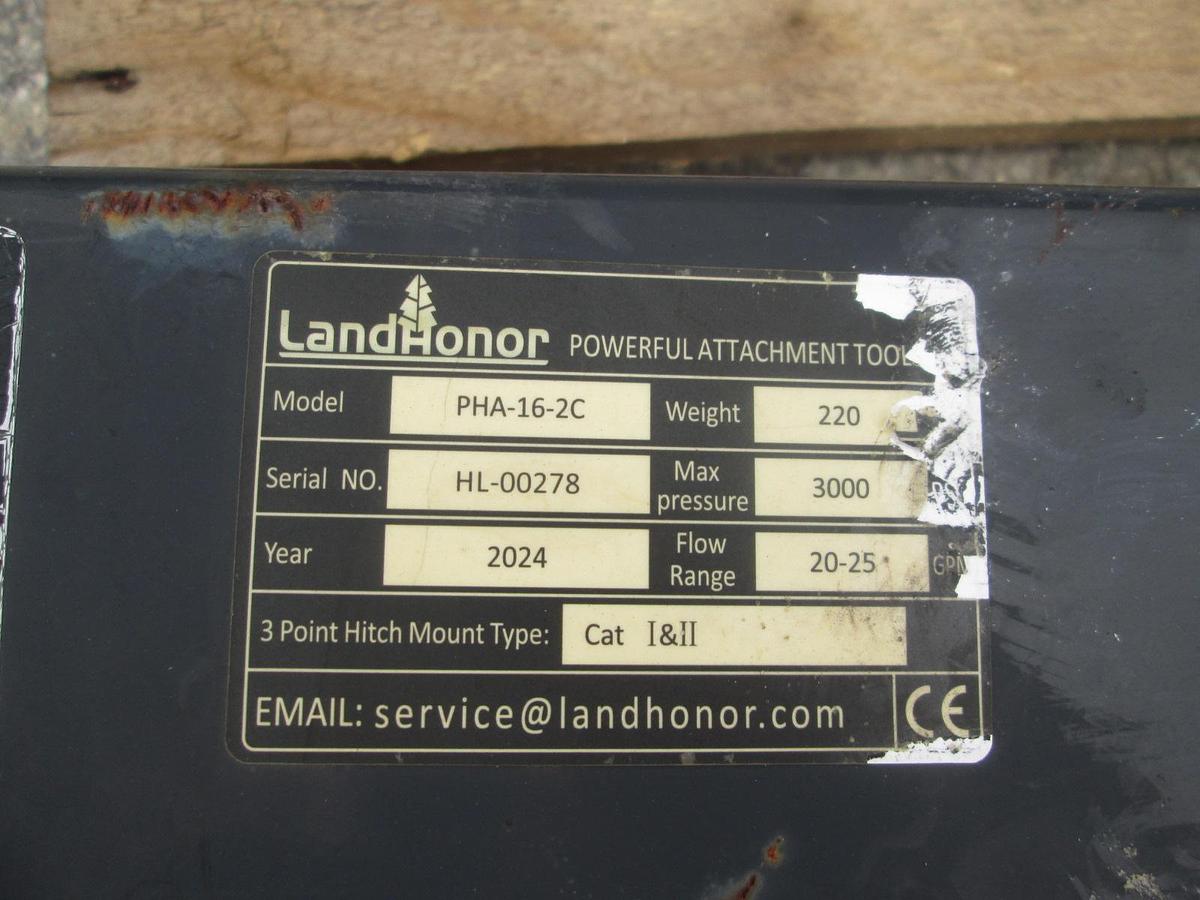 LandHonor POWERFUL ATTACHMENT TOOL
Model PHA-16-2C Weight 220
Serial NO. HL-00278 Max pressure 3000
Year 2024 Flow Range 20-25 GPM
3 Point Hitch Mount Type: Cat I&II
EMAIL: service@landhonor.com CE